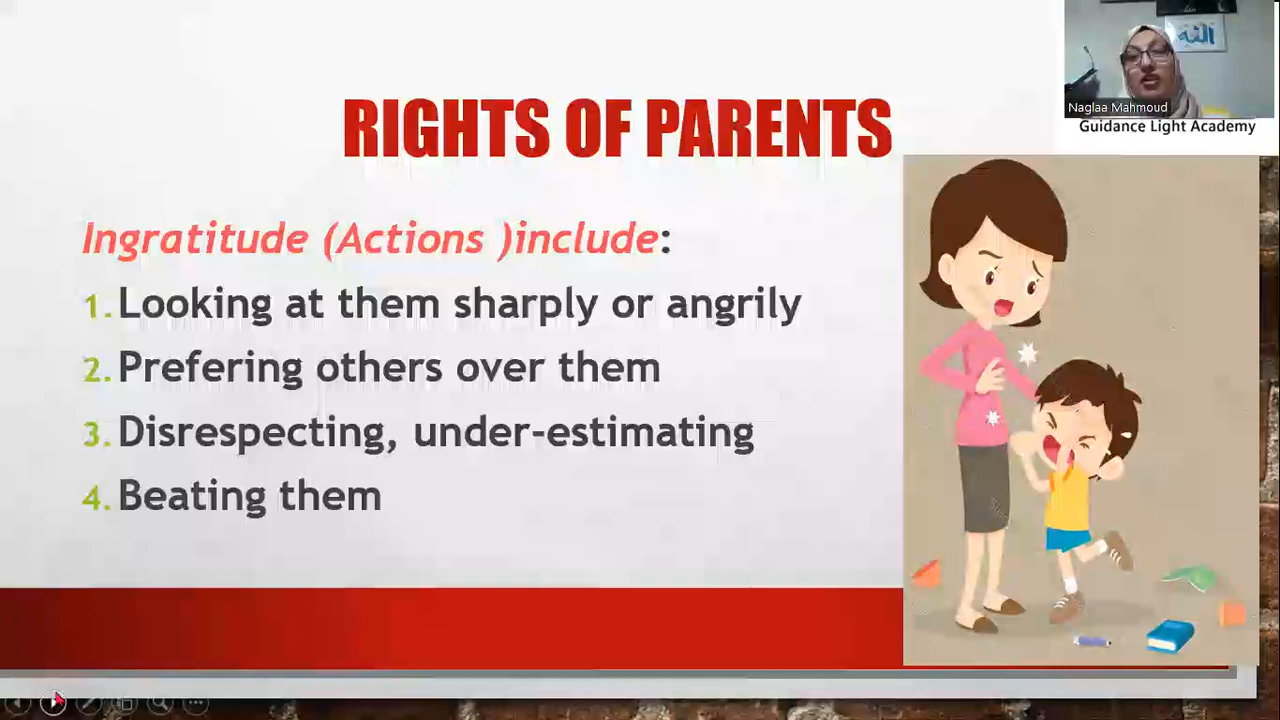 الله
Naglaa Mahmoud
Guidance Light Academy
RIGHTS OF PARENTS
Ingratitude (Actions )include:
1. Looking at them sharply or angrily
2. Prefering others over them
3. Disrespecting, under-estimating
4. Beating them